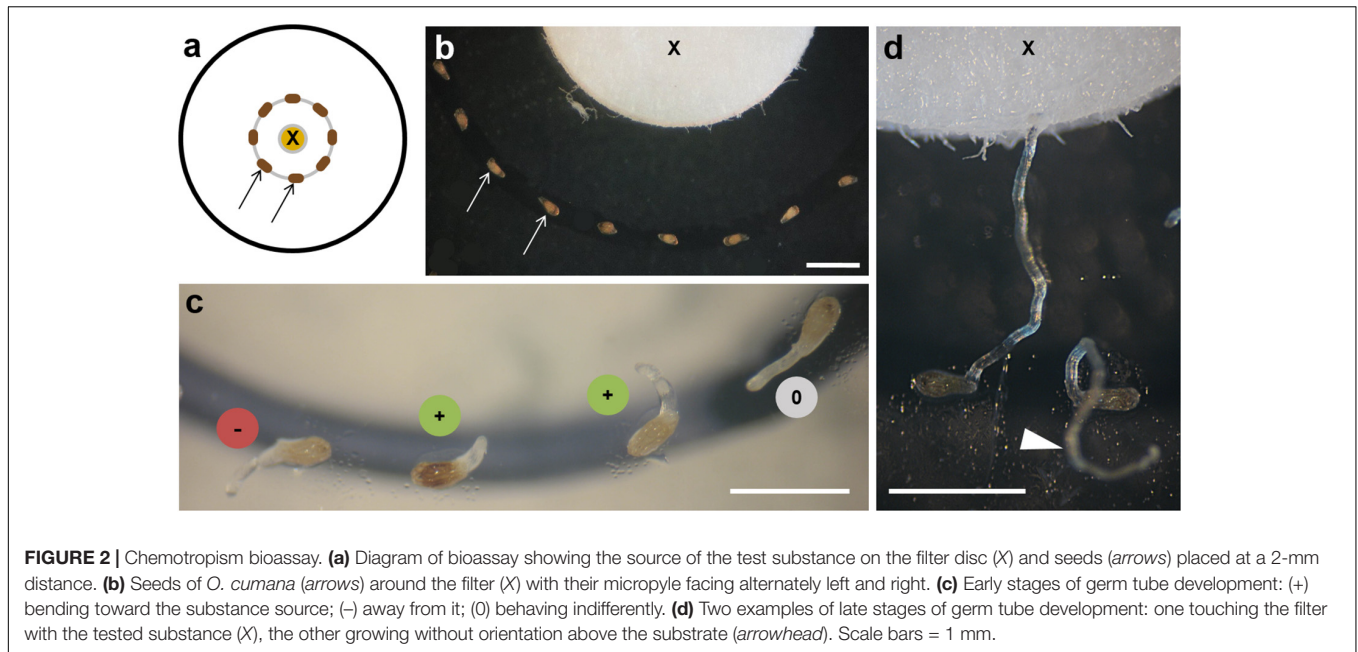 a
X
b
X
d
X
c
-
+
+
0
FIGURE 2 | Chemotropism bioassay. (a) Diagram of bioassay showing the source of the test substance on the filter disc (X) and seeds (arrows) placed at a 2-mm
distance. (b) Seeds of O. cumana (arrows) around the filter (X) with their micropyle facing alternately left and right. (c) Early stages of germ tube development: (+)
bending toward the substance source; (–) away from it; (0) behaving indifferently. (d) Two examples of late stages of germ tube development: one touching the filter
with the tested substance (X), the other growing without orientation above the substrate (arrowhead). Scale bars = 1 mm.